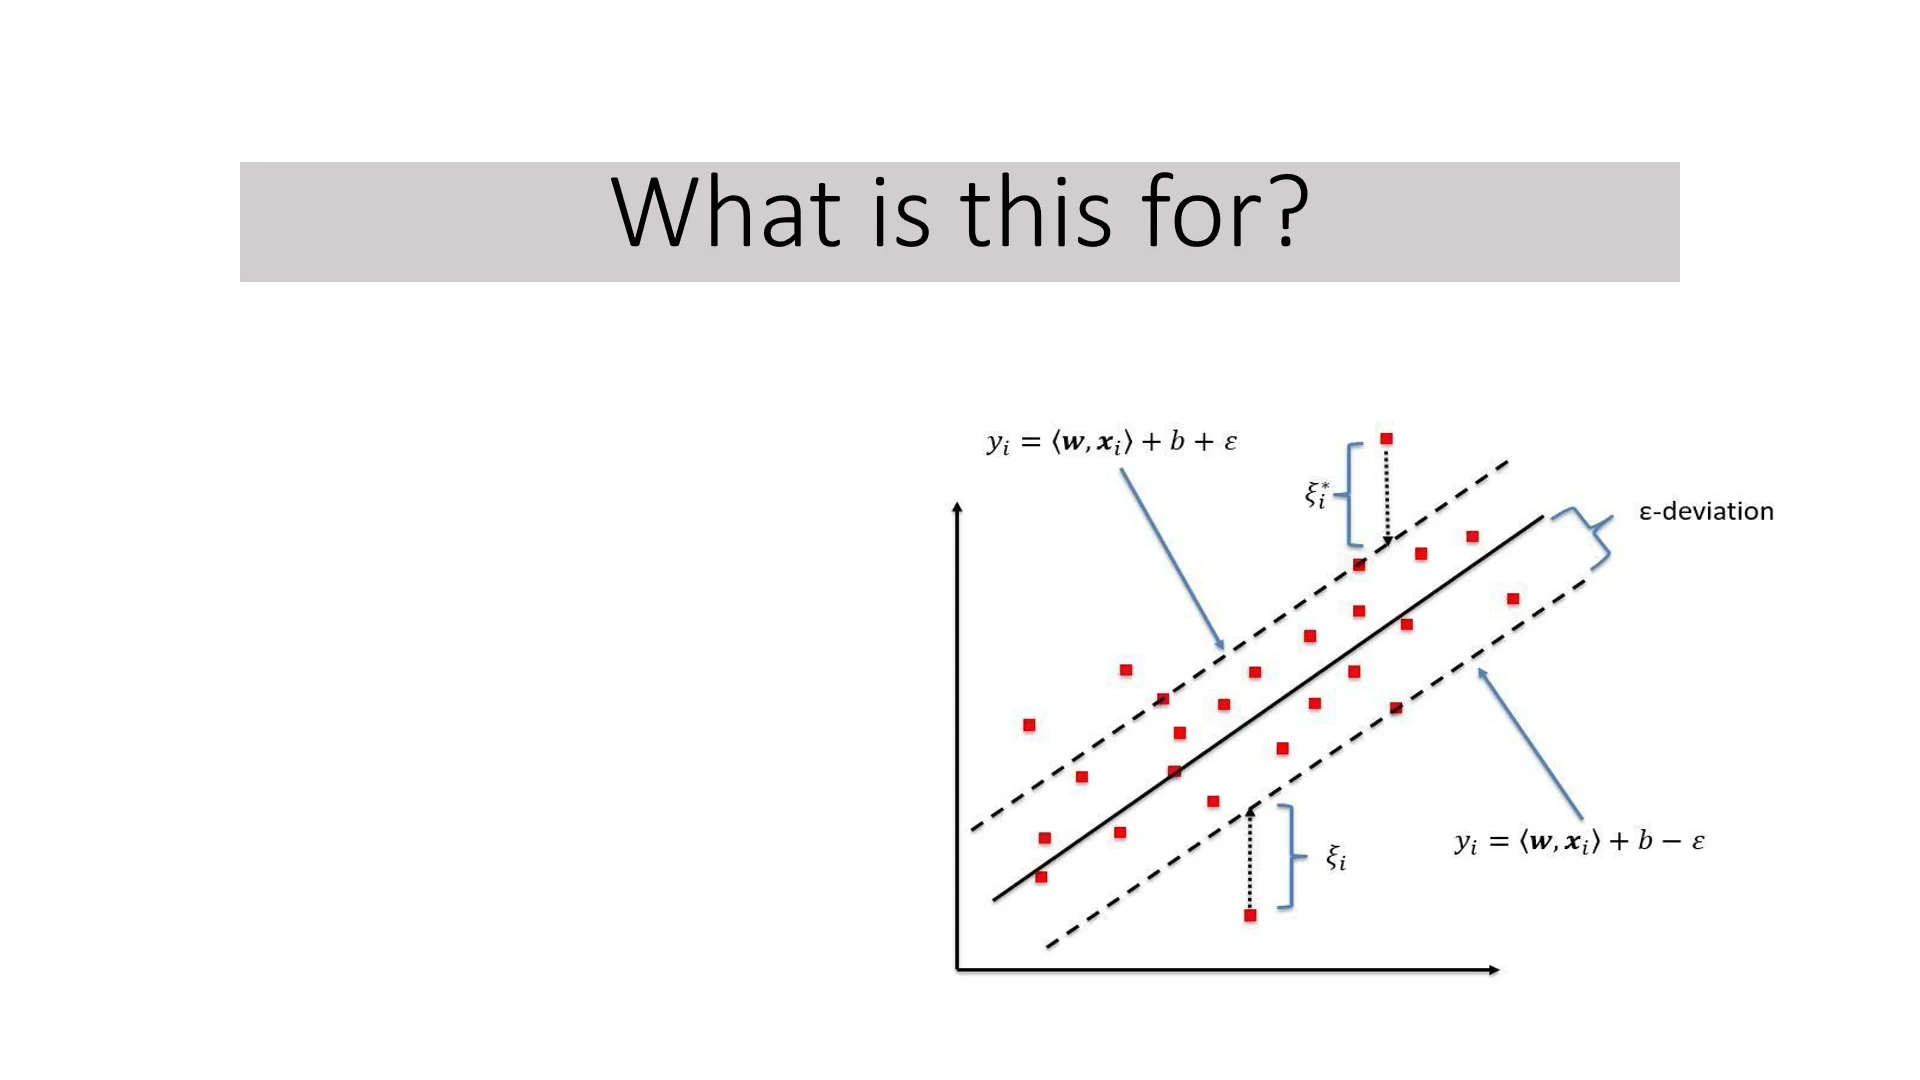 What is this for?
yᵢ = ⟨w, xᵢ⟩ + b + ε
ξᵢ*
ε-deviation
yᵢ = ⟨w, xᵢ⟩ + b − ε
ξᵢ